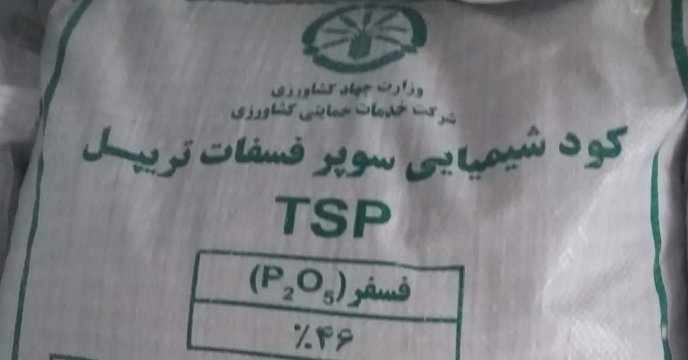 وزارت جهاد کشاورزی
شرکت خدمات حمایتی کشاورزی
کود شیمیایی سوپر فسفات تریپل
TSP
فسفر (P₂O₅)
٪۴۶